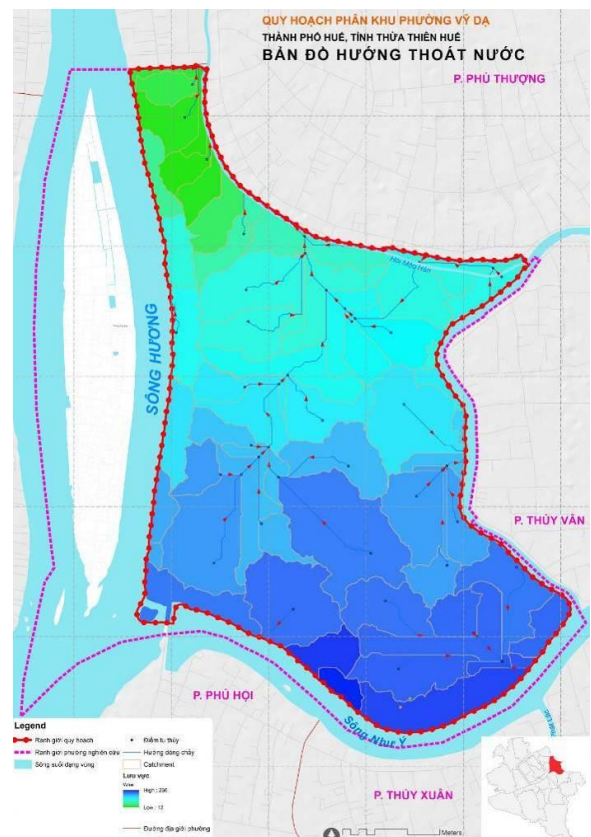 QUY HOẠCH PHÂN KHU PHƯỜNG VỸ DẠ
THÀNH PHỐ HUẾ, TỈNH THỪA THIÊN HUẾ
BẢN ĐỒ HƯỚNG THOÁT NƯỚC
P. PHÚ THƯỢNG
SÔNG HƯƠNG
P. THỦY VÂN
P. PHÚ HỘI
Sông Như Ý
P. THỦY XUÂN
Legend
Ranh giới quy hoạch
Ranh giới phường nghiên cứu
Sông suối dạng vùng
Điểm tụ thủy
Hướng dòng chảy
Catchment
Lưu vực
Value
Low : 12
Đường địa giới phường
Meters